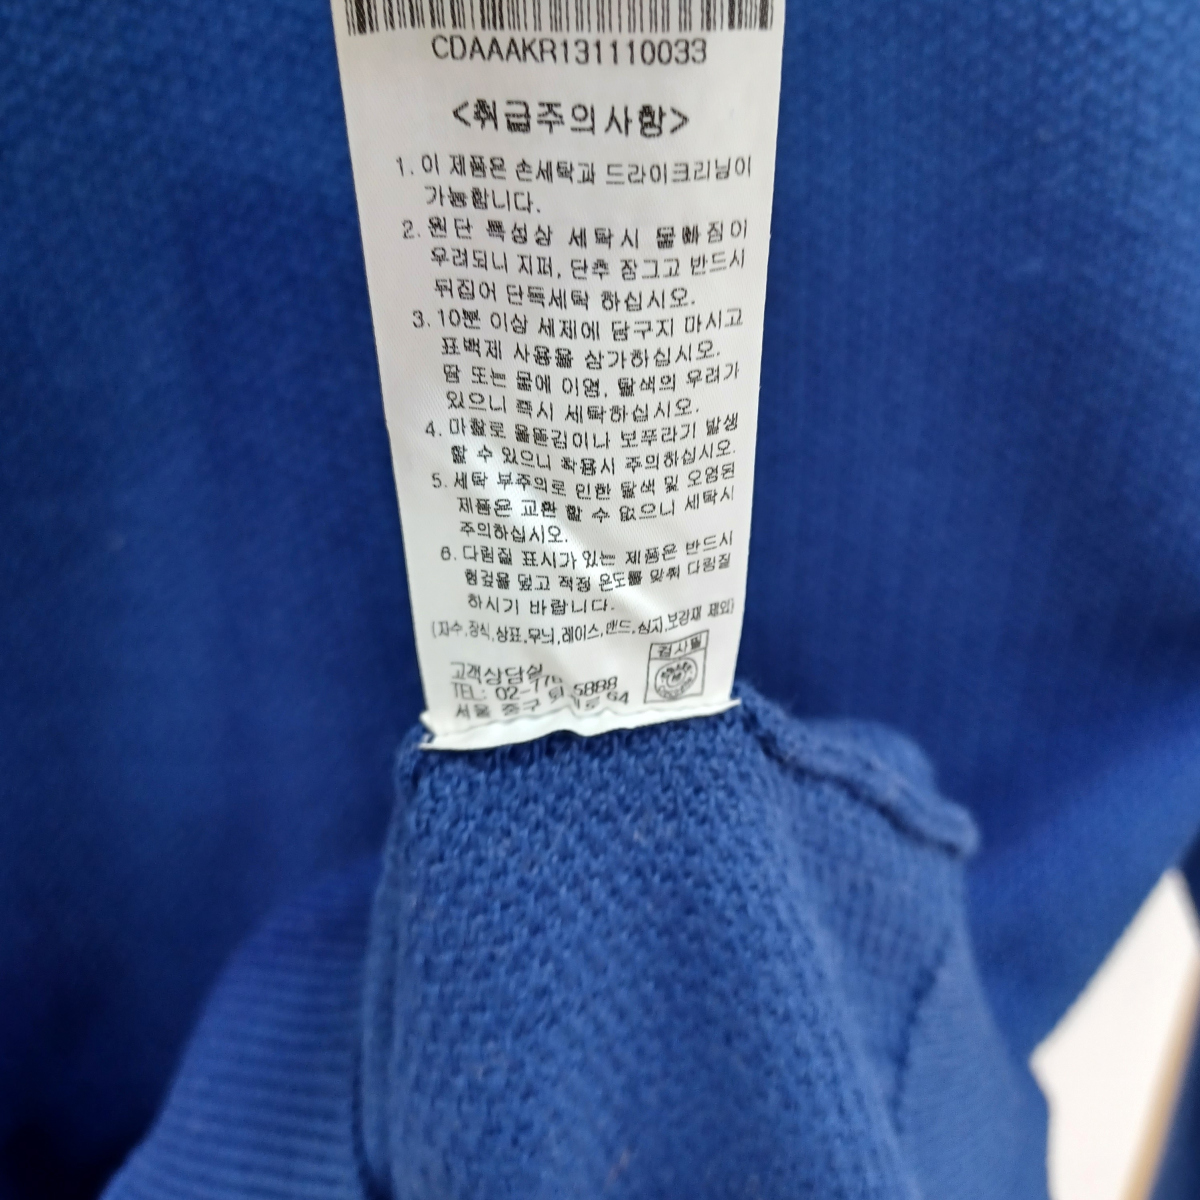 CDAAAKR131110033
<취급주의사항>
1. 이 제품은 손세탁과 드라이크리닝이
가능합니다.
2. 원단 특성상 세탁시 물빠짐이
우려되니 지퍼, 단추 잠그고 반드시
뒤집어 단독세탁 하십시오.
3. 10분 이상 세제에 담구지 마시고
표백제 사용을 삼가하십시오.
땀 또는 물에 이염, 탈색의 우려가
있으니 즉시 세탁하십시오.
4. 마찰로 올뜯김이나 보푸라기 발생
할 수 있으니 착용시 주의하십시오.
5. 세탁 부주의로 인한 탈색 및 오염된
제품은 교환 할 수 없으니 세탁시
주의하십시오.
6. 다림질 표시가 있는 제품은 반드시
헝겊을 덮고 적정 온도를 맞춰 다림질
하시기 바랍니다.
(자수,장식,상표,무늬,레이스,밴드,심지,보강재 제외)
검사필
고객상담실
TEL: 02-77
서울 중구